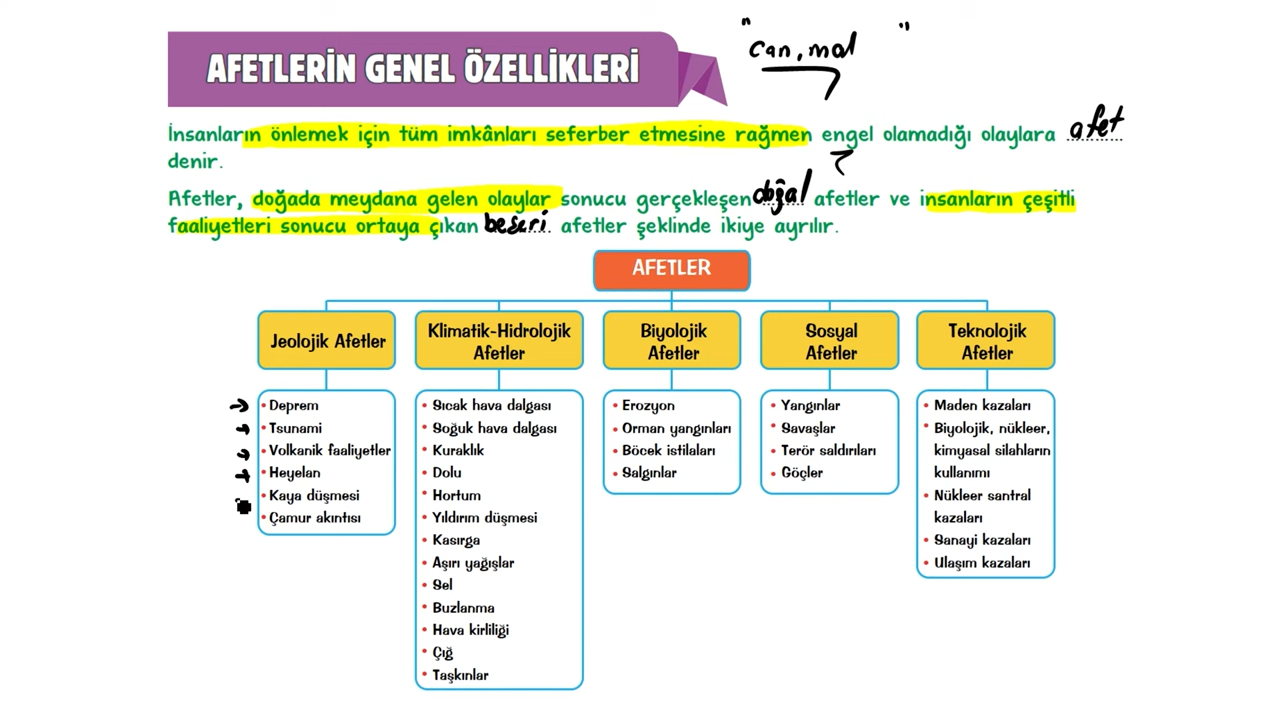 " can, mal "
AFETLERİN GENEL ÖZELLİKLERİ
İnsanların önlemek için tüm imkânları seferber etmesine rağmen engel olamadığı olaylara afet
denir.
Afetler, doğada meydana gelen olaylar sonucu gerçekleşen doğal afetler ve insanların çeşitli
faaliyetleri sonucu ortaya çıkan beşeri afetler şeklinde ikiye ayrılır.
AFETLER
Jeolojik Afetler
• Deprem
• Tsunami
• Volkanik faaliyetler
• Heyelan
• Kaya düşmesi
• Çamur akıntısı
Klimatik-Hidrolojik
Afetler
• Sıcak hava dalgası
• Soğuk hava dalgası
• Kuraklık
• Dolu
• Hortum
• Yıldırım düşmesi
• Kasırga
• Aşırı yağışlar
• Sel
• Buzlanma
• Hava kirliliği
• Çığ
• Taşkınlar
Biyolojik
Afetler
• Erozyon
• Orman yangınları
• Böcek istilaları
• Salgınlar
Sosyal
Afetler
• Yangınlar
• Savaşlar
• Terör saldırıları
• Göçler
Teknolojik
Afetler
• Maden kazaları
• Biyolojik, nükleer,
kimyasal silahların
kullanımı
• Nükleer santral
kazaları
• Sanayi kazaları
• Ulaşım kazaları